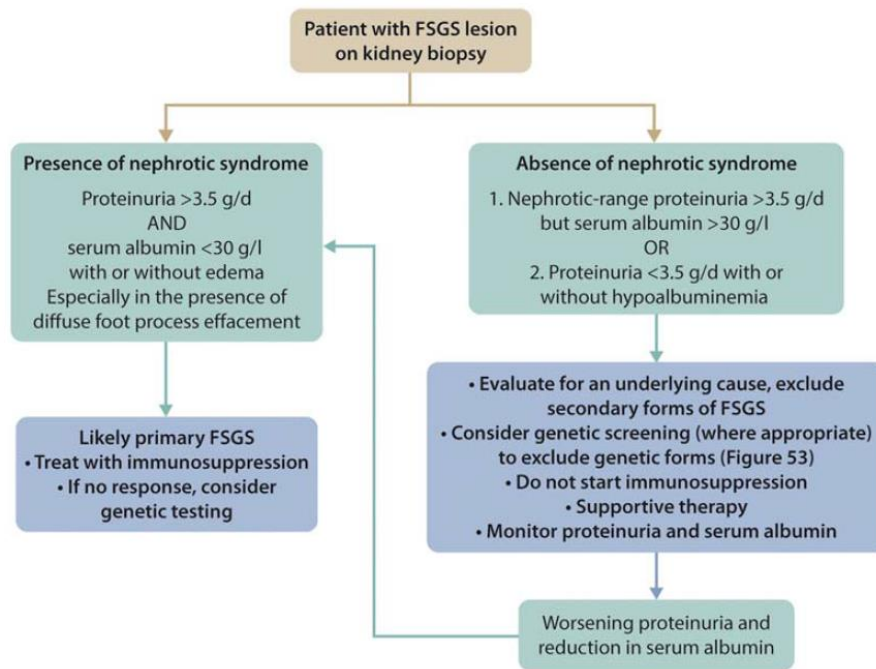 Patient with FSGS lesion
on kidney biopsy
Presence of nephrotic syndrome
Proteinuria >3.5 g/d
AND
serum albumin <30 g/l
with or without edema
Especially in the presence of
diffuse foot process effacement
Absence of nephrotic syndrome
1. Nephrotic-range proteinuria >3.5 g/d
but serum albumin >30 g/l
OR
2. Proteinuria <3.5 g/d with or
without hypoalbuminemia
Likely primary FSGS
• Treat with immunosuppression
• If no response, consider
genetic testing
• Evaluate for an underlying cause, exclude
secondary forms of FSGS
• Consider genetic screening (where appropriate)
to exclude genetic forms (Figure 53)
• Do not start immunosuppression
• Supportive therapy
• Monitor proteinuria and serum albumin
Worsening proteinuria and
reduction in serum albumin